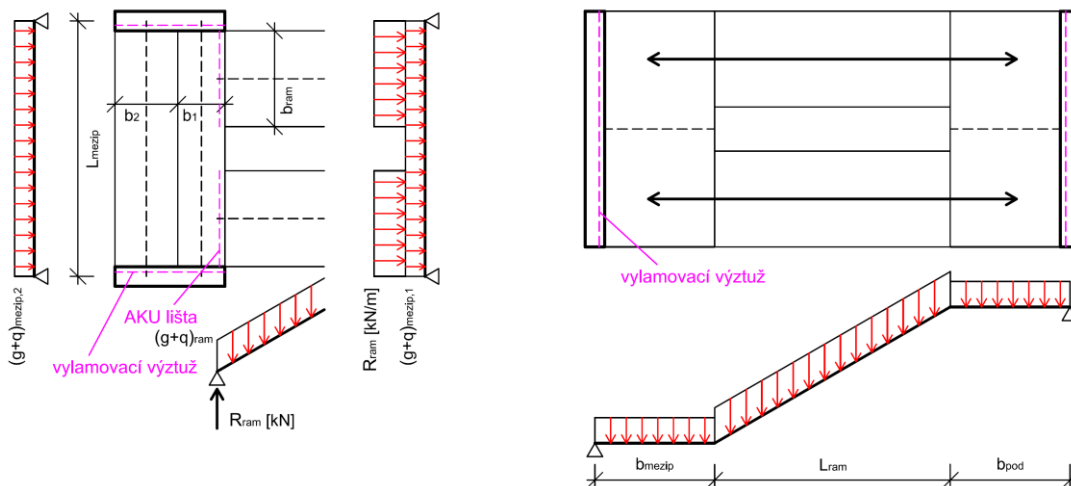 (g+q)mezip,2
Lmezip
b2
b1
bram
AKU lišta
(g+q)ram
vylamovací výztuž
Rram [kN]
Rram [kN/m]
(g+q)mezip,1
vylamovací výztuž
bmezip
Lram
bpod